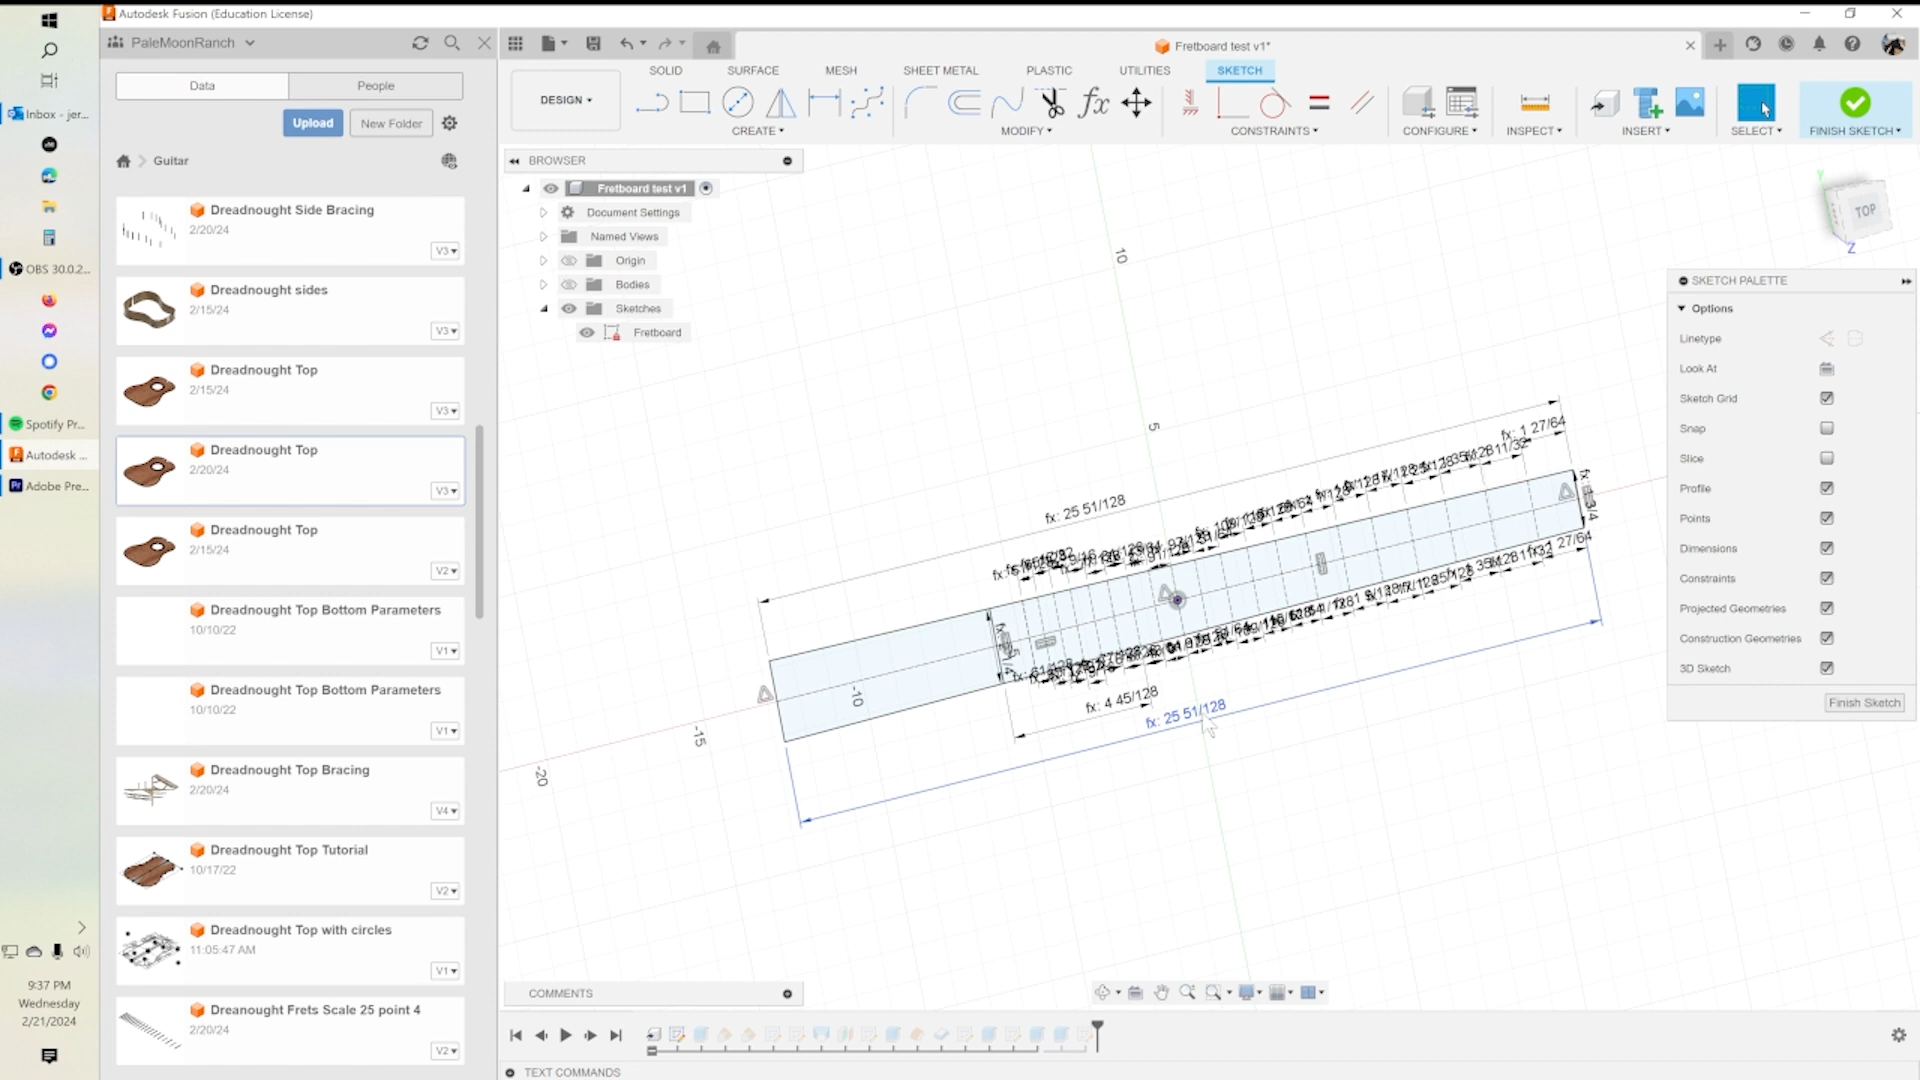 Autodesk Fusion (Education License)
PaleMoonRanch
Fretboard test v1*
Data
People
Upload
New Folder
Guitar
Dreadnought Side Bracing
2/20/24
V3
Dreadnought sides
2/15/24
V3
Dreadnought Top
2/15/24
V3
Dreadnought Top
2/20/24
V3
Dreadnought Top
2/15/24
V2
Dreadnought Top Bottom Parameters
10/10/22
V1
Dreadnought Top Bottom Parameters
10/10/22
V1
Dreadnought Top Bracing
2/20/24
V4
Dreadnought Top Tutorial
10/17/22
V2
Dreadnought Top with circles
11:05:47 AM
V1
Dreanought Frets Scale 25 point 4
2/20/24
V2
Inbox - jer...
OBS 30.0.2...
Spotify Pr...
Autodesk ...
Adobe Pre...
9:37 PM
Wednesday
2/21/2024
SOLID
SURFACE
MESH
SHEET METAL
PLASTIC
UTILITIES
SKETCH
DESIGN
CREATE
MODIFY
CONSTRAINTS
CONFIGURE
INSPECT
INSERT
SELECT
FINISH SKETCH
BROWSER
Fretboard test v1
Document Settings
Named Views
Origin
Bodies
Sketches
Fretboard
10
5
-10
-15
-20
fx: 25 51/128
fx: 1 27/64
fx: 1 27/64
fx: 4 45/128
fx: 25 51/128
TOP
Y
Z
SKETCH PALETTE
Options
Linetype
Look At
Sketch Grid
Snap
Slice
Profile
Points
Dimensions
Constraints
Projected Geometries
Construction Geometries
3D Sketch
Finish Sketch
COMMENTS
TEXT COMMANDS